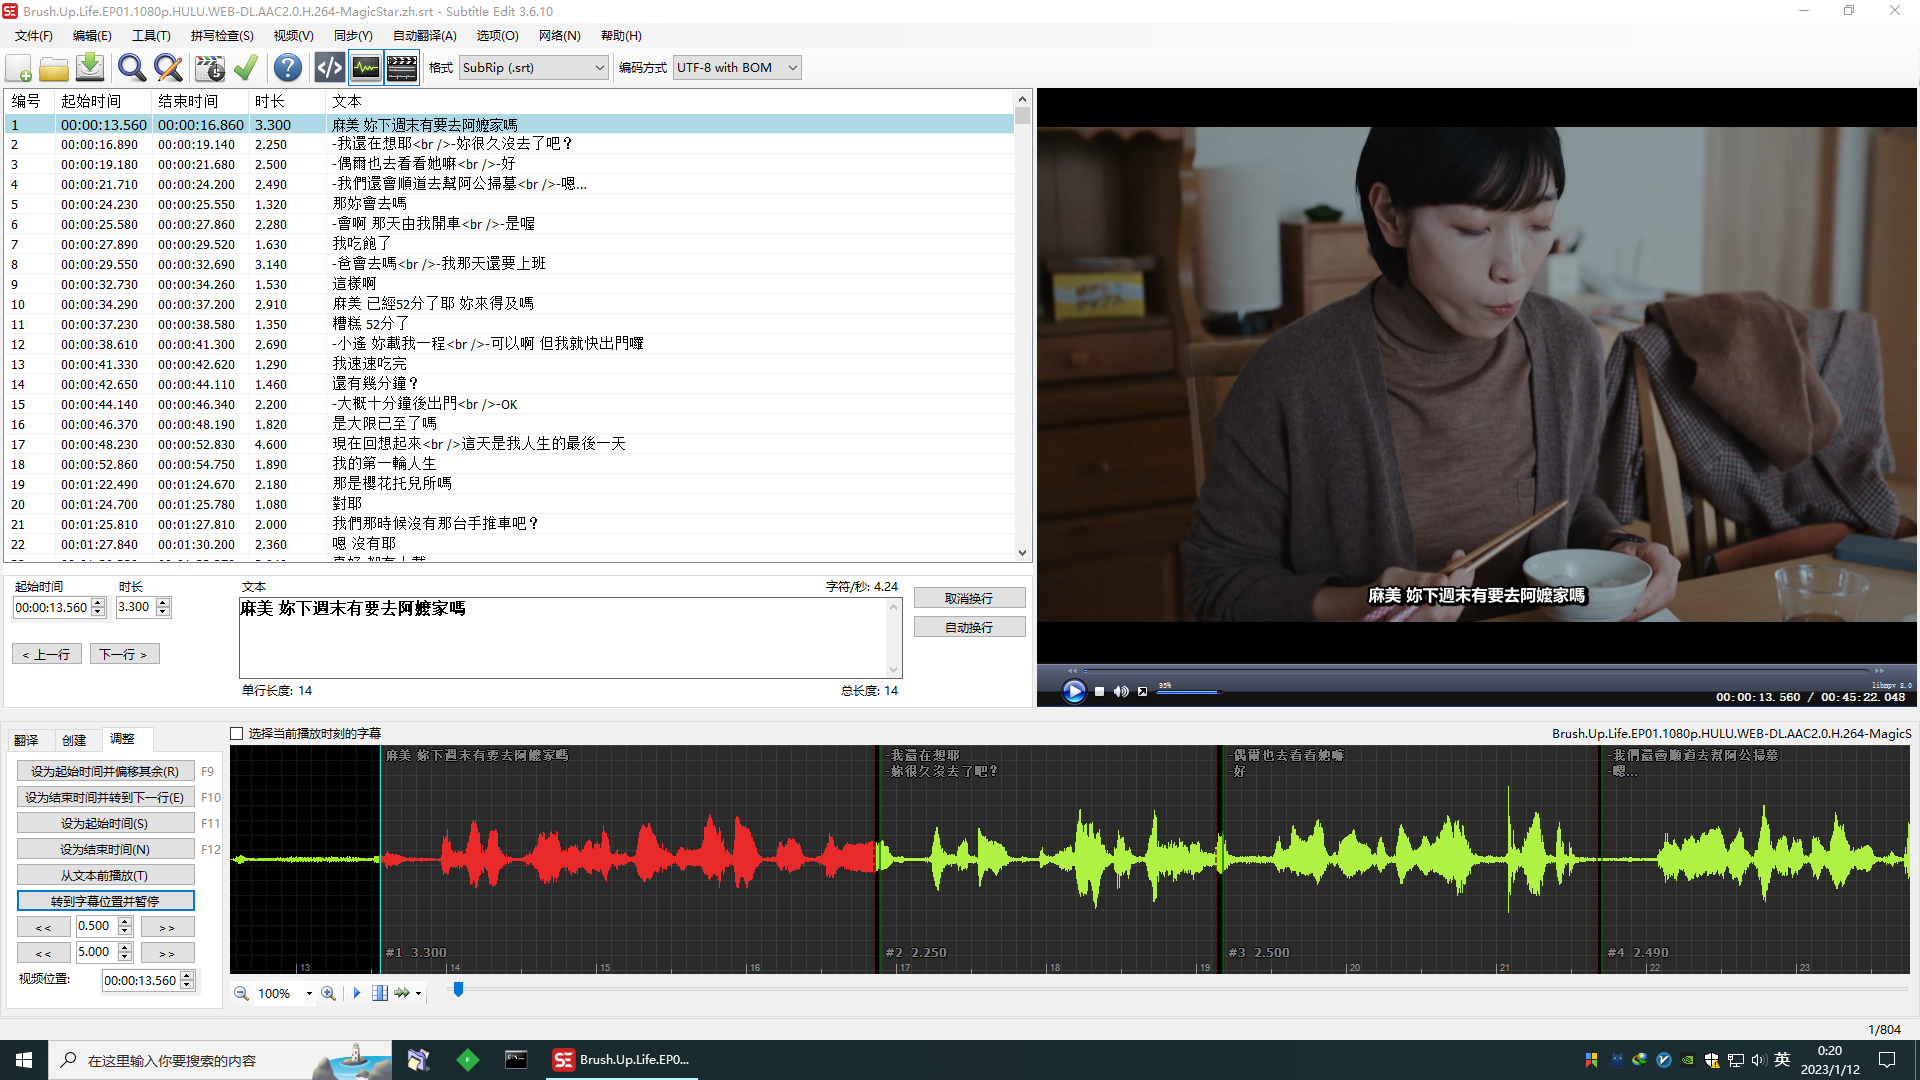 Brush.Up.Life.EP01.1080p.HULU.WEB-DL.AAC2.0.H.264-MagicStar.zh.srt - Subtitle Edit 3.6.10
文件(F) 编辑(E) 工具(T) 拼写检查(S) 视频(V) 同步(Y) 自动翻译(A) 选项(O) 网络(N) 帮助(H)
格式 SubRip (.srt) 编码方式 UTF-8 with BOM
编号 起始时间 结束时间 时长 文本
1 00:00:13.560 00:00:16.860 3.300 麻美 妳下週末有要去阿嬤家嗎
2 00:00:16.890 00:00:19.140 2.250 -我還在想耶<br />-妳很久沒去了吧？
3 00:00:19.180 00:00:21.680 2.500 -偶爾也去看看她嘛<br />-好
4 00:00:21.710 00:00:24.200 2.490 -我們還會順道去幫阿公掃墓<br />-嗯...
5 00:00:24.230 00:00:25.550 1.320 那妳會去嗎
6 00:00:25.580 00:00:27.860 2.280 -會啊 那天由我開車<br />-是喔
7 00:00:27.890 00:00:29.520 1.630 我吃飽了
8 00:00:29.550 00:00:32.690 3.140 -爸會去嗎<br />-我那天還要上班
9 00:00:32.730 00:00:34.260 1.530 這樣啊
10 00:00:34.290 00:00:37.200 2.910 麻美 已經52分了耶 妳來得及嗎
11 00:00:37.230 00:00:38.580 1.350 糟糕 52分了
12 00:00:38.610 00:00:41.300 2.690 -小遙 妳載我一程<br />-可以啊 但我就快出門囉
13 00:00:41.330 00:00:42.620 1.290 我速速吃完
14 00:00:42.650 00:00:44.110 1.460 還有幾分鐘？
15 00:00:44.140 00:00:46.340 2.200 -大概十分鐘後出門<br />-OK
16 00:00:46.370 00:00:48.190 1.820 是大限已至了嗎
17 00:00:48.230 00:00:52.830 4.600 現在回想起來<br />這天是我人生的最後一天
18 00:00:52.860 00:00:54.750 1.890 我的第一輪人生
19 00:01:22.490 00:01:24.670 2.180 那是櫻花托兒所嗎
20 00:01:24.700 00:01:25.780 1.080 對耶
21 00:01:25.810 00:01:27.810 2.000 我們那時候沒有那台手推車吧？
22 00:01:27.840 00:01:30.200 2.360 嗯 沒有耶
起始时间 时长 文本 字符/秒: 4.24
00:00:13.560 3.300 麻美 妳下週末有要去阿嬤家嗎
取消换行
自动换行
< 上一行 下一行 >
单行长度: 14 总长度: 14
麻美 妳下週末有要去阿嬤家嗎
95%
libmpv 2.0
00:00:13.560 / 00:45:22.048
翻译 创建 调整
选择当前播放时刻的字幕
Brush.Up.Life.EP01.1080p.HULU.WEB-DL.AAC2.0.H.264-MagicS
设为起始时间并偏移其余(R) F9
设为结束时间并转到下一行(E) F10
设为起始时间(S) F11
设为结束时间(N) F12
从文本前播放(T)
转到字幕位置并暂停
<< 0.500 >>
<< 5.000 >>
视频位置: 00:00:13.560
麻美 妳下週末有要去阿嬤家嗎
-我還在想耶
-妳很久沒去了吧？
-偶爾也去看看她嘛
-好
-我們還會順道去幫阿公掃墓
-嗯...
#1 3.300 #2 2.250 #3 2.500 #4 2.490
13 14 15 16 17 18 19 20 21 22 23
100%
1/804
在这里输入你要搜索的内容
Brush.Up.Life.EP0...
英
0:20
2023/1/12